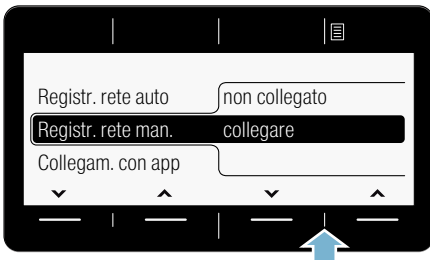 Registr. rete auto non collegato
Registr. rete man. collegare
Collegam. con app